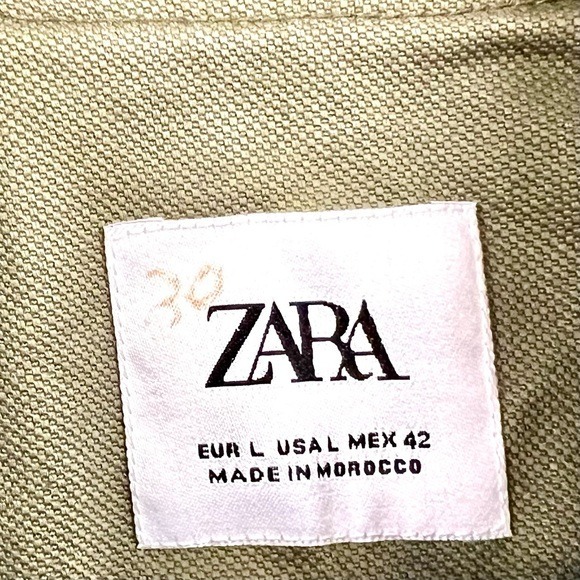 30
ZARA
EUR L USA L MEX 42
MADE IN MOROCCO